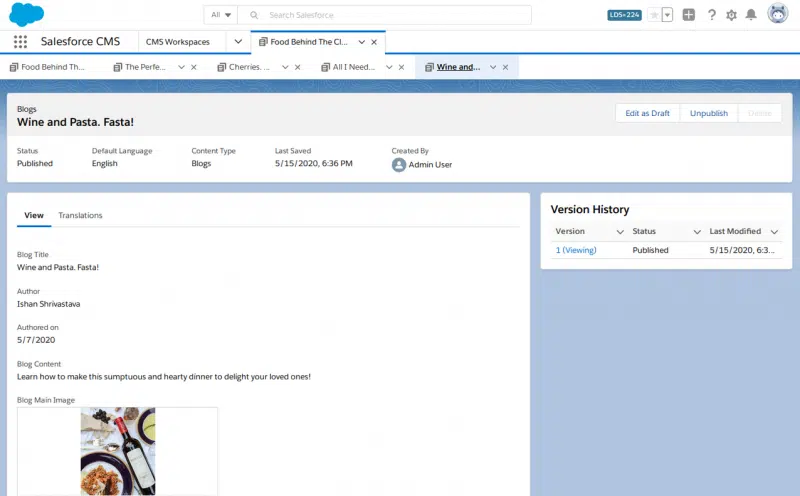 All
Search Salesforce
LDS+224
Salesforce CMS
CMS Workspaces
Food Behind The Cl...
Food Behind Th...
The Perfe...
Cherries. ...
All I Need...
Wine and...
Blogs
Wine and Pasta. Fasta!
Edit as Draft
Unpublish
Delete
Status
Default Language
Content Type
Last Saved
Created By
Published
English
Blogs
5/15/2020, 6:36 PM
Admin User
View
Translations
Version History
Version
Status
Last Modified
1 (Viewing)
Published
5/15/2020, 6:3...
Blog Title
Wine and Pasta. Fasta!
Author
Ishan Shrivastava
Authored on
5/7/2020
Blog Content
Learn how to make this sumptuous and hearty dinner to delight your loved ones!
Blog Main Image